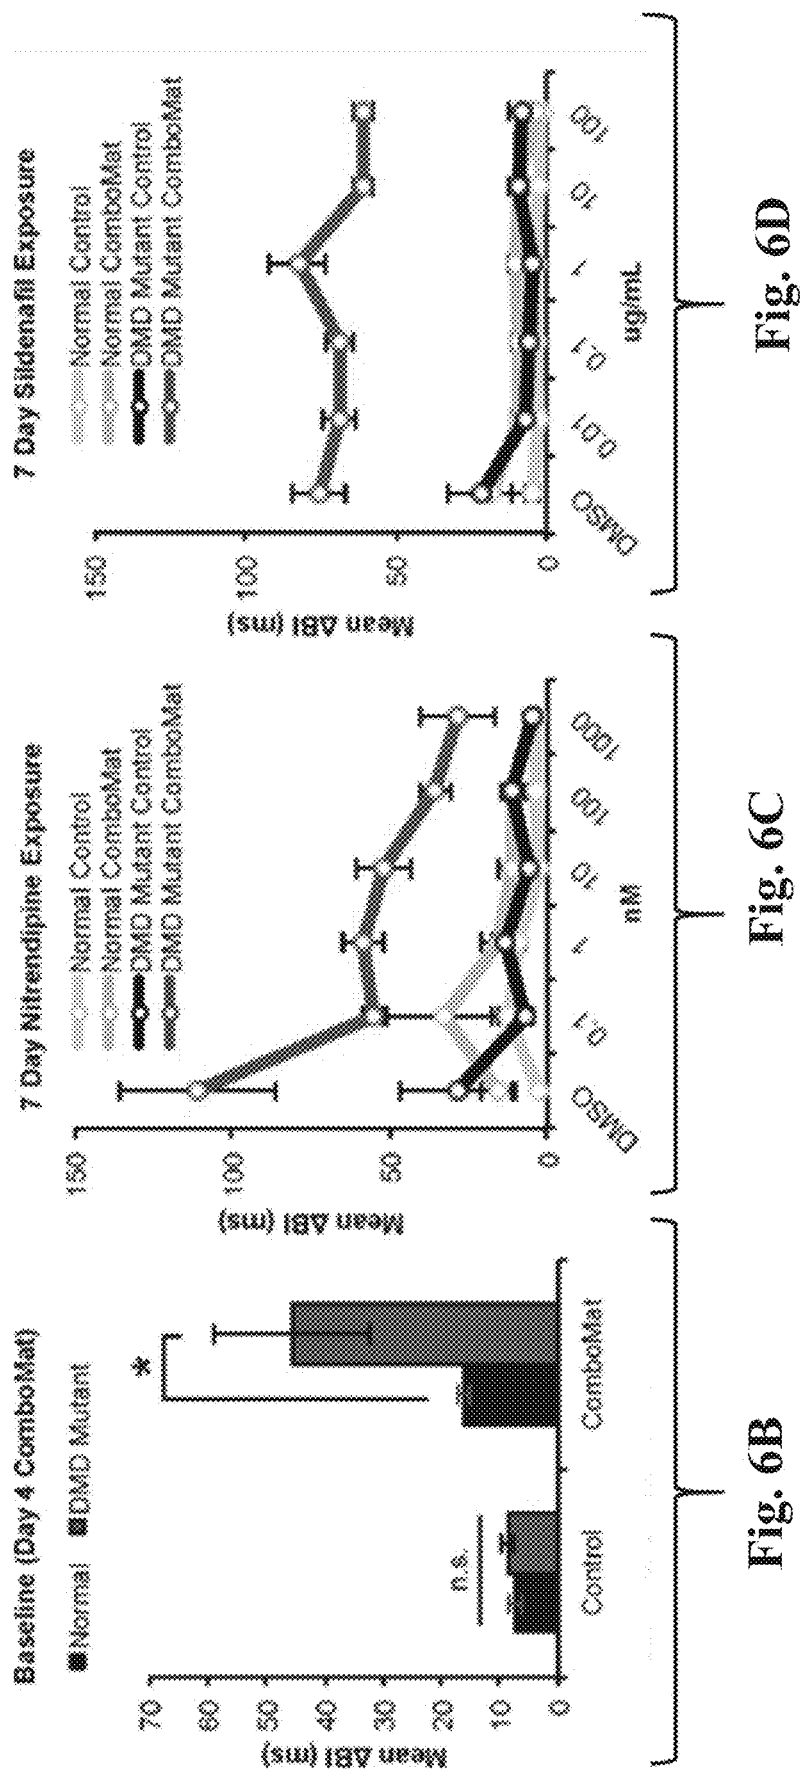 Baseline (Day 4 ComboMat)
Normal DMD Mutant
Mean ΔBI (ms)
70
60
50
40
30
20
10
0
n.s.
*
Control ComboMat
Fig. 6B
7 Day Nitrendipine Exposure
Normal Control
Normal ComboMat
DMD Mutant Control
DMD Mutant ComboMat
Mean ΔBI (ms)
150
100
50
0
DMSO 0.1 1 10 100 1000
nM
Fig. 6C
7 Day Sildenafil Exposure
Normal Control
Normal ComboMat
DMD Mutant Control
DMD Mutant ComboMat
Mean ΔBI (ms)
150
100
50
0
DMSO 0.01 0.1 1 10 100
ug/mL
Fig. 6D